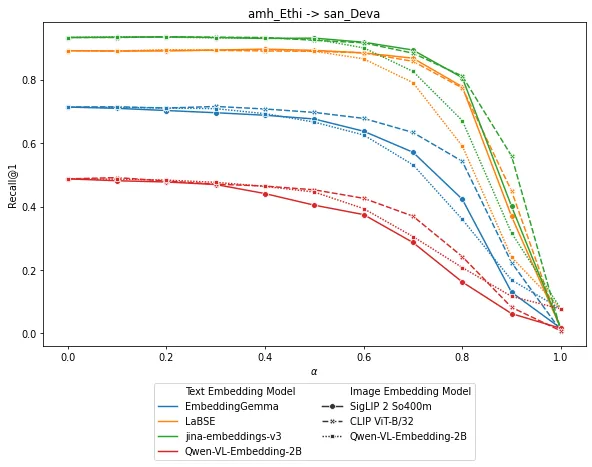 amh_Ethi -> san_Deva
Recall@1
0.8
0.6
0.4
0.2
0.0
0.0 0.2 0.4 0.6 0.8 1.0
α
Text Embedding Model
EmbeddingGemma
LaBSE
jina-embeddings-v3
Qwen-VL-Embedding-2B
Image Embedding Model
SigLIP 2 So400m
CLIP ViT-B/32
Qwen-VL-Embedding-2B